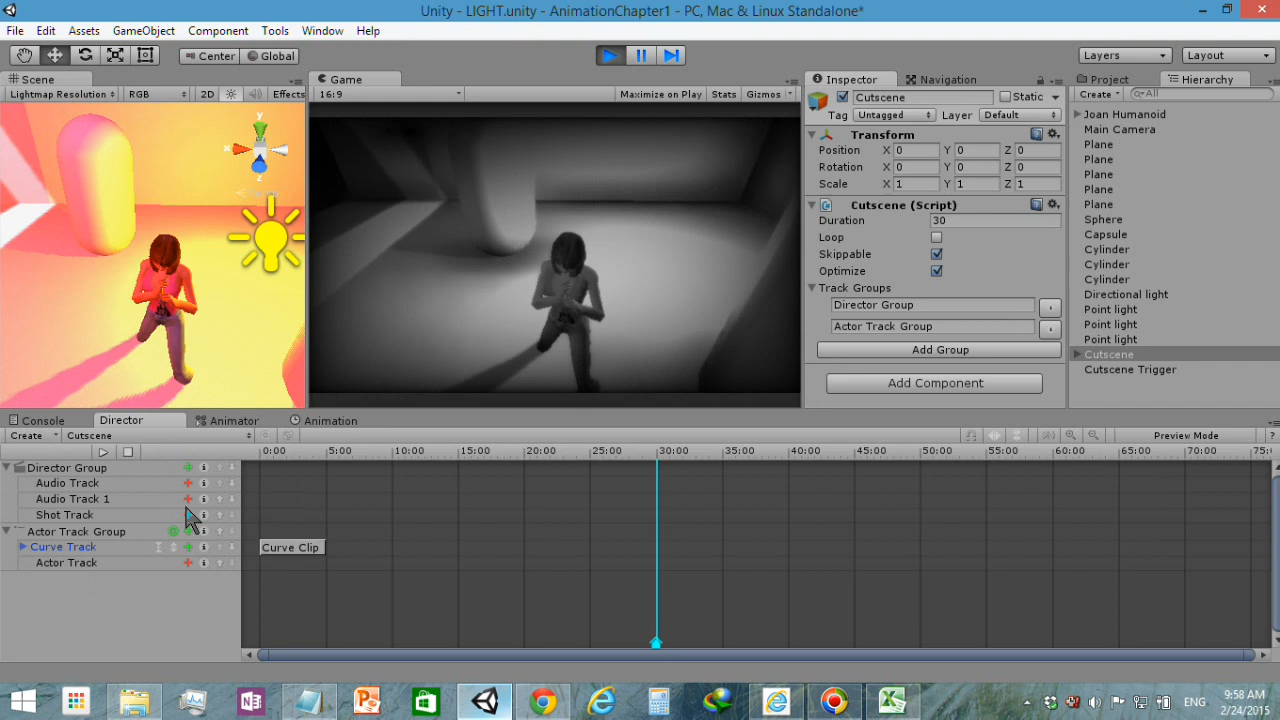 Unity - LIGHT.unity - AnimationChapter1 - PC, Mac & Linux Standalone*
File Edit Assets GameObject Component Tools Window Help
Center Global Layers Layout
Scene Game Inspector Navigation Project Hierarchy
Lightmap Resolution RGB 2D Effects 16:9 Maximize on Play Stats Gizmos Create All
Cutscene Static
Tag Untagged Layer Default
Transform
Position X 0 Y 0 Z 0
Rotation X 0 Y 0 Z 0
Scale X 1 Y 1 Z 1
Cutscene (Script)
Duration 30
Loop
Skippable
Optimize
Track Groups
Director Group
Actor Track Group
Add Group
Add Component
Joan Humanoid
Main Camera
Plane
Plane
Plane
Plane
Plane
Sphere
Capsule
Cylinder
Cylinder
Cylinder
Directional light
Point light
Point light
Point light
Cutscene
Cutscene Trigger
y
x
z
Console Director Animator Animation
Create Cutscene Preview Mode ?
0:00 5:00 10:00 15:00 20:00 25:00 30:00 35:00 40:00 45:00 50:00 55:00 60:00 65:00 70:00 75:0
Director Group
Audio Track
Audio Track 1
Shot Track
Actor Track Group
Curve Track Curve Clip
Actor Track
ENG
9:58 AM
2/24/2015